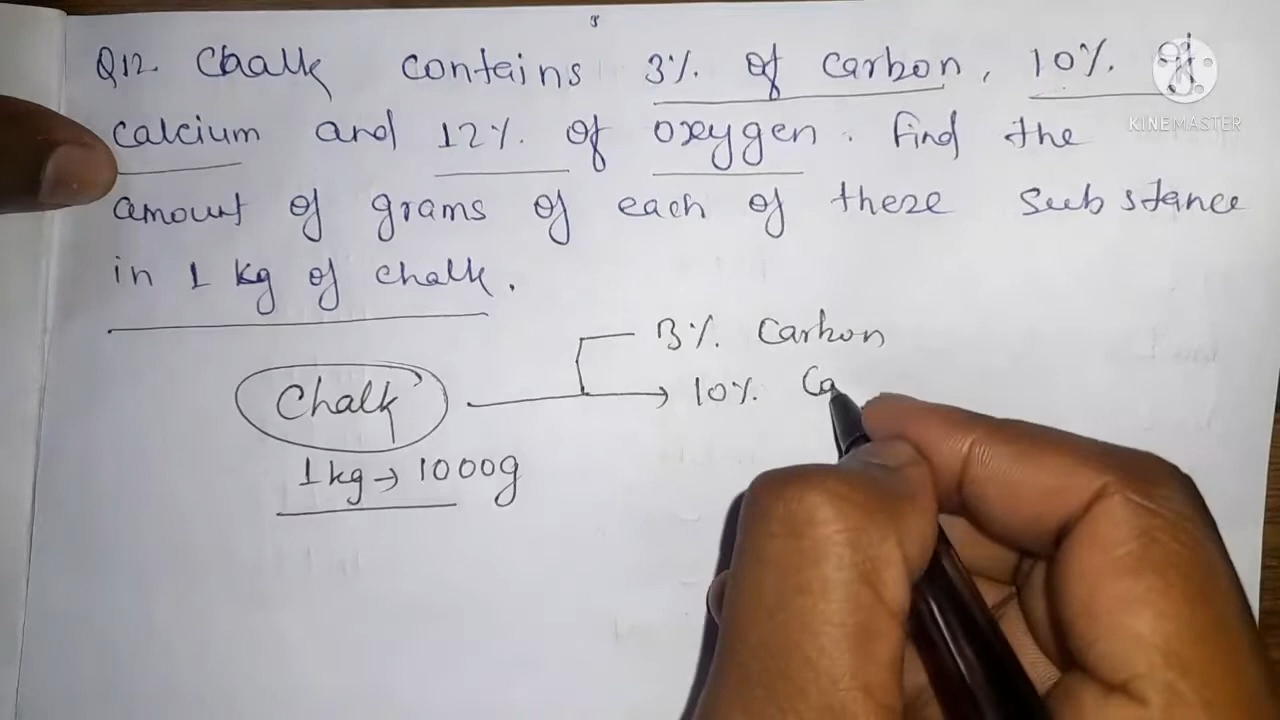 Q12. Chalk contains 3% of carbon, 10% of
calcium and 12% of oxygen. Find the
amount of grams of each of these substance
in 1 kg of chalk.
3% Carbon
Chalk
10% Ca
1kg → 1000g
KINEMASTER